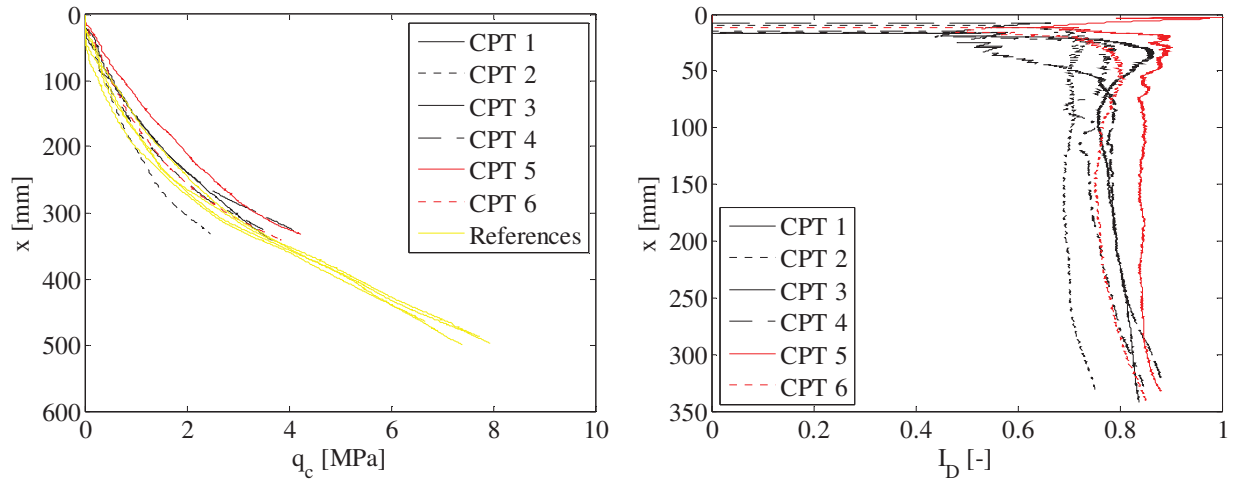 0
100
200
300
400
500
600
x [mm]
0 2 4 6 8 10
q_c [MPa]
CPT 1
CPT 2
CPT 3
CPT 4
CPT 5
CPT 6
References
0
50
100
150
200
250
300
350
x [mm]
0 0.2 0.4 0.6 0.8 1
I_D [-]
CPT 1
CPT 2
CPT 3
CPT 4
CPT 5
CPT 6